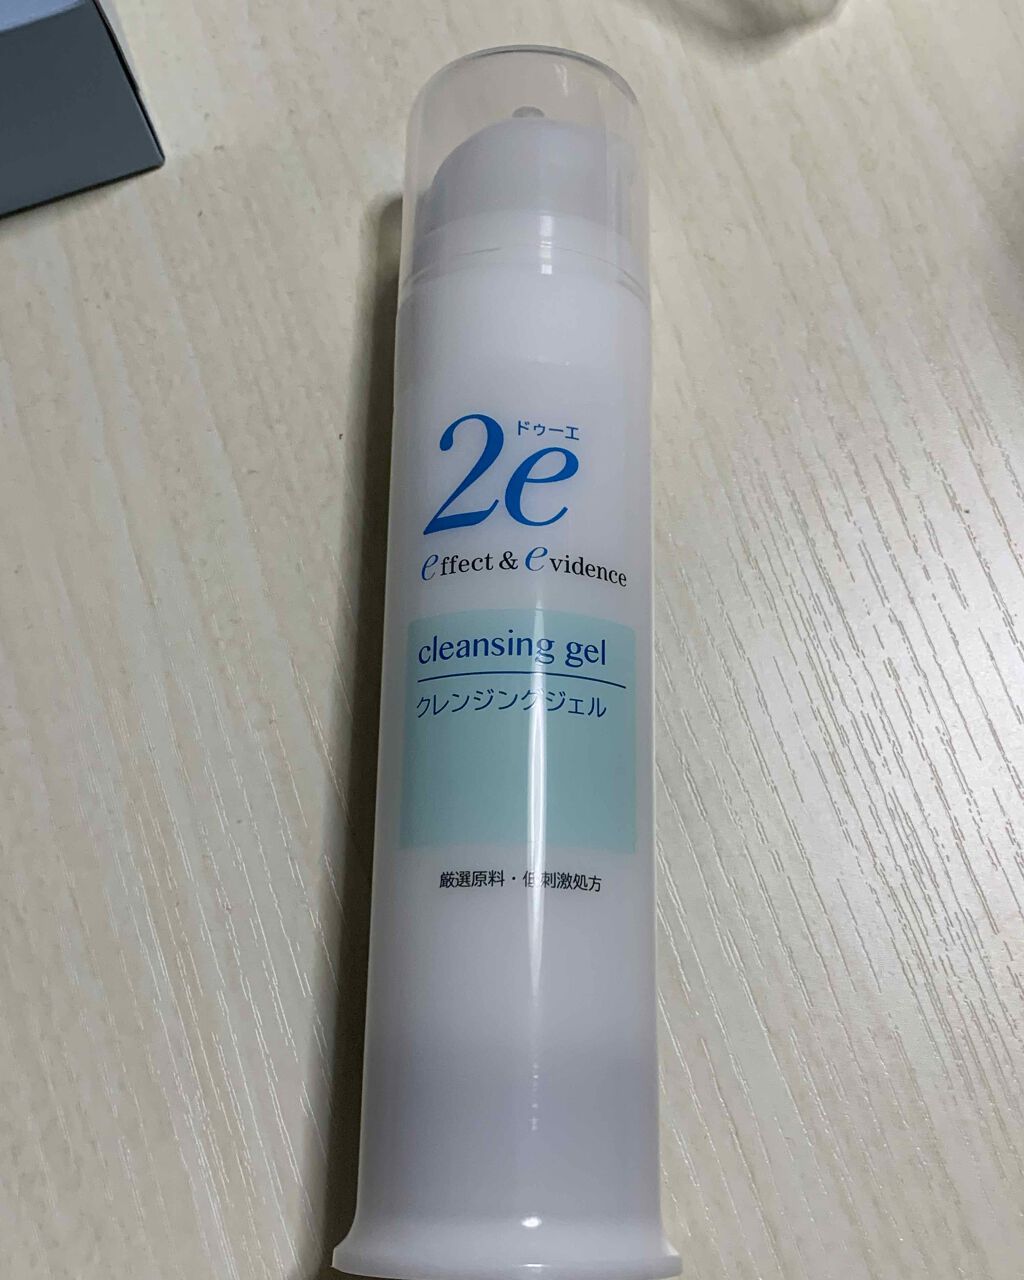 ドゥーエ
2e
effect & evidence
cleansing gel
クレンジングジェル
厳選原料・低刺激処方